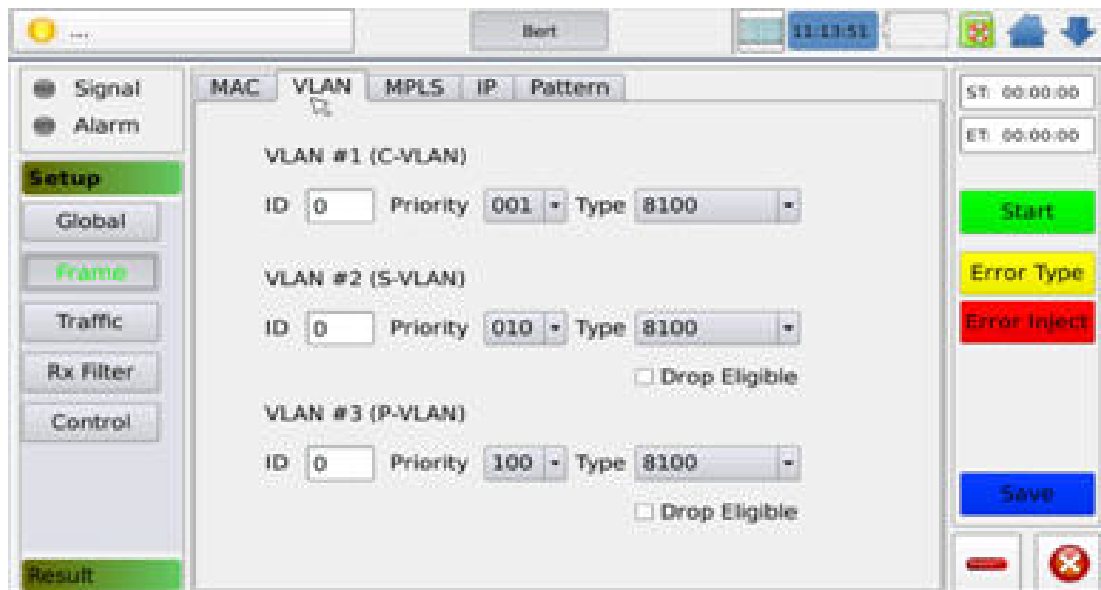 ...
Bert
11:13:51
Signal
Alarm
Setup
Global
Frame
Traffic
Rx Filter
Control
Result
MAC VLAN MPLS IP Pattern
VLAN #1 (C-VLAN)
ID 0 Priority 001 Type 8100
VLAN #2 (S-VLAN)
ID 0 Priority 010 Type 8100
Drop Eligible
VLAN #3 (P-VLAN)
ID 0 Priority 100 Type 8100
Drop Eligible
ST: 00:00:00
ET: 00:00:00
Start
Error Type
Error Inject
Save